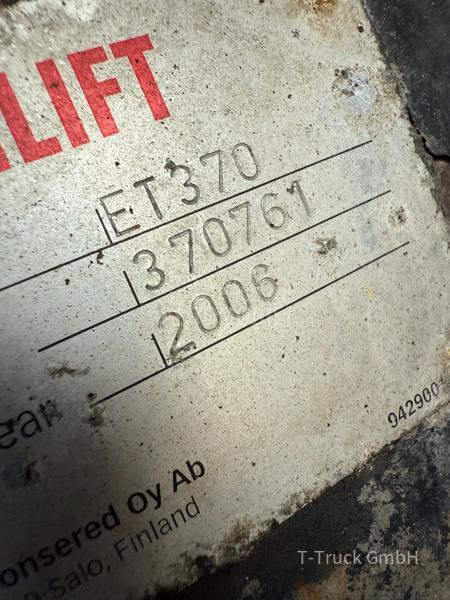 LIFT
ET370
370761
2006
ear
onsered Oy Ab
Salo, Finland
942900
T-Truck GmbH